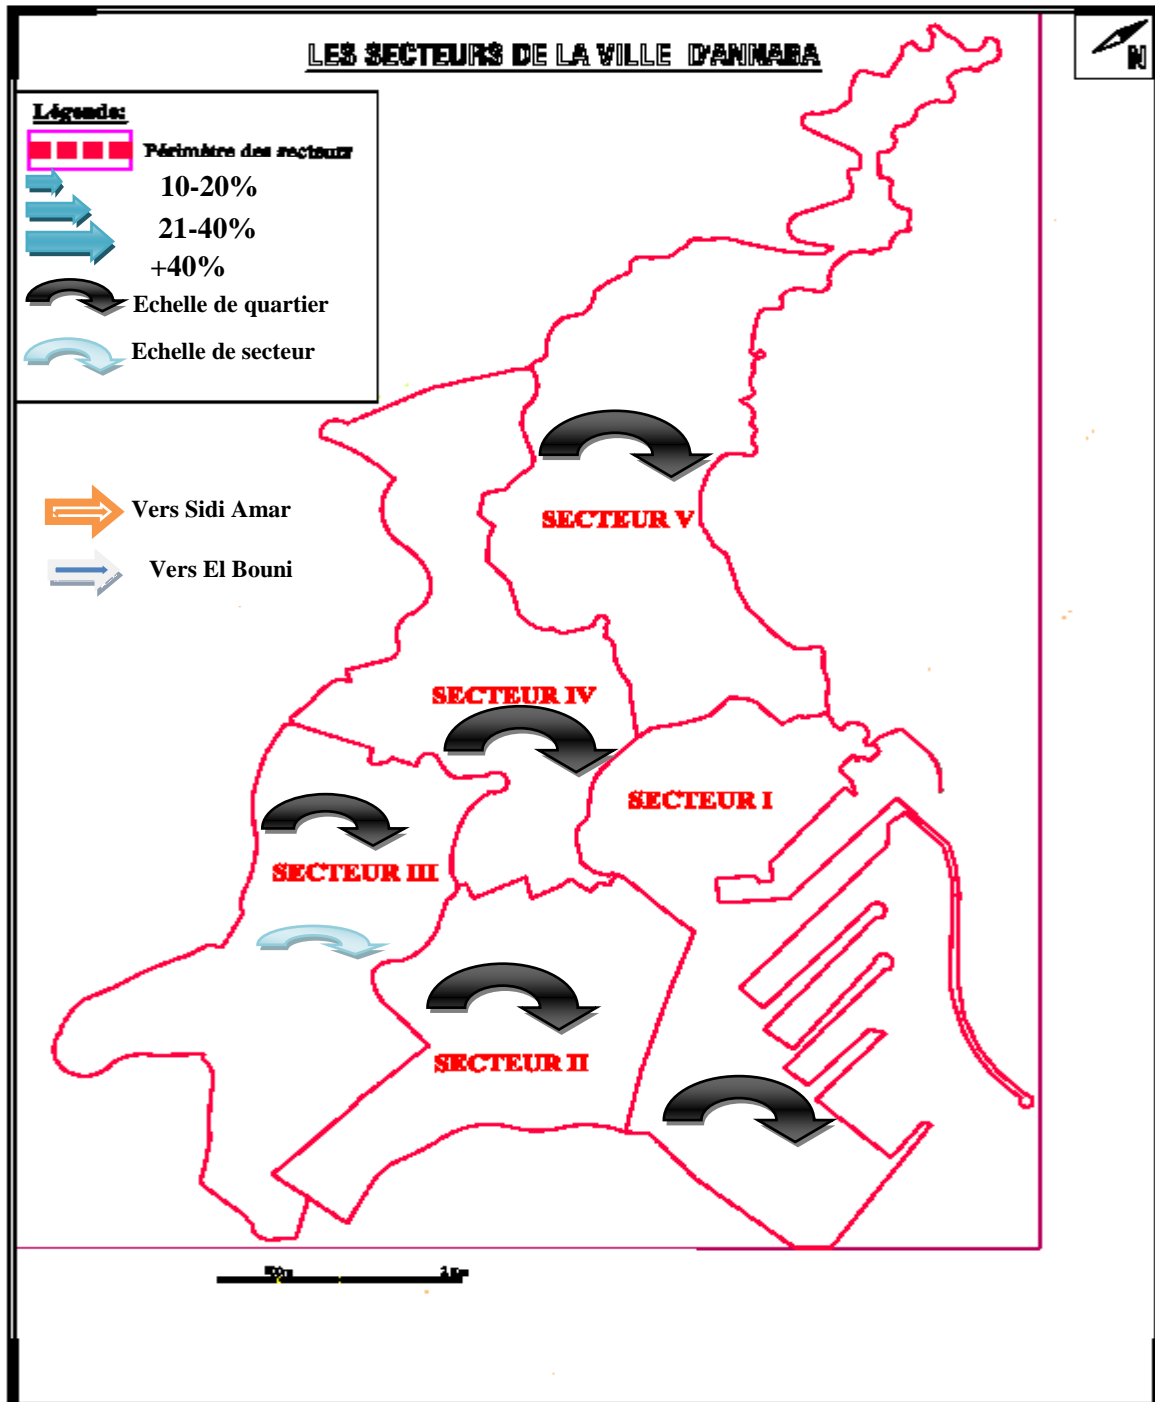 LES SECTEURS DE LA VILLE D'ANNABA
N
Légende:
Périmètre des secteurs
10-20%
21-40%
+40%
Echelle de quartier
Echelle de secteur
Vers Sidi Amar
Vers El Bouni
SECTEUR V
SECTEUR IV
SECTEUR I
SECTEUR III
SECTEUR II